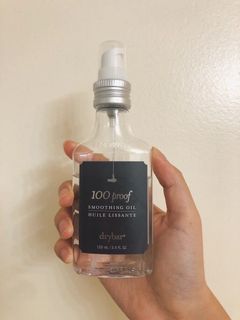 100 proof
SMOOTHING OIL
HUILE LISSANTE
drybar®